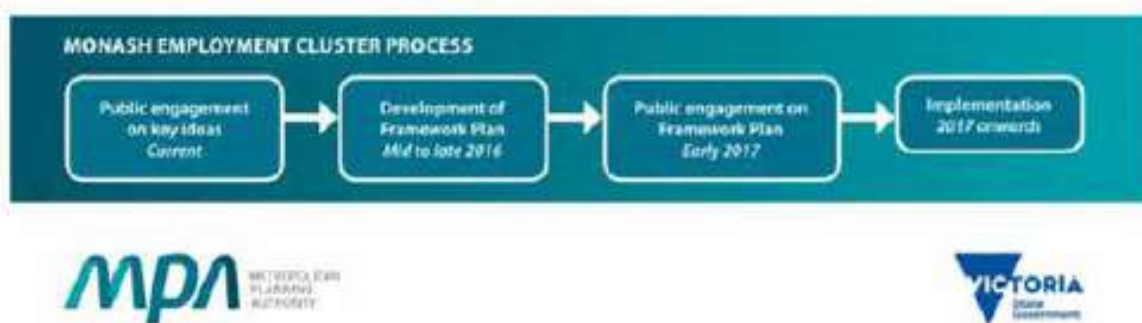 MONASH EMPLOYMENT CLUSTER PROCESS
Public engagement
on key ideas
Current
Development of
Framework Plan
Mid to late 2016
Public engagement on
Framework Plan
Early 2017
Implementation
2017 onwards
MPA
METROPOLITAN
PLANNING
AUTHORITY
VICTORIA
State
Government